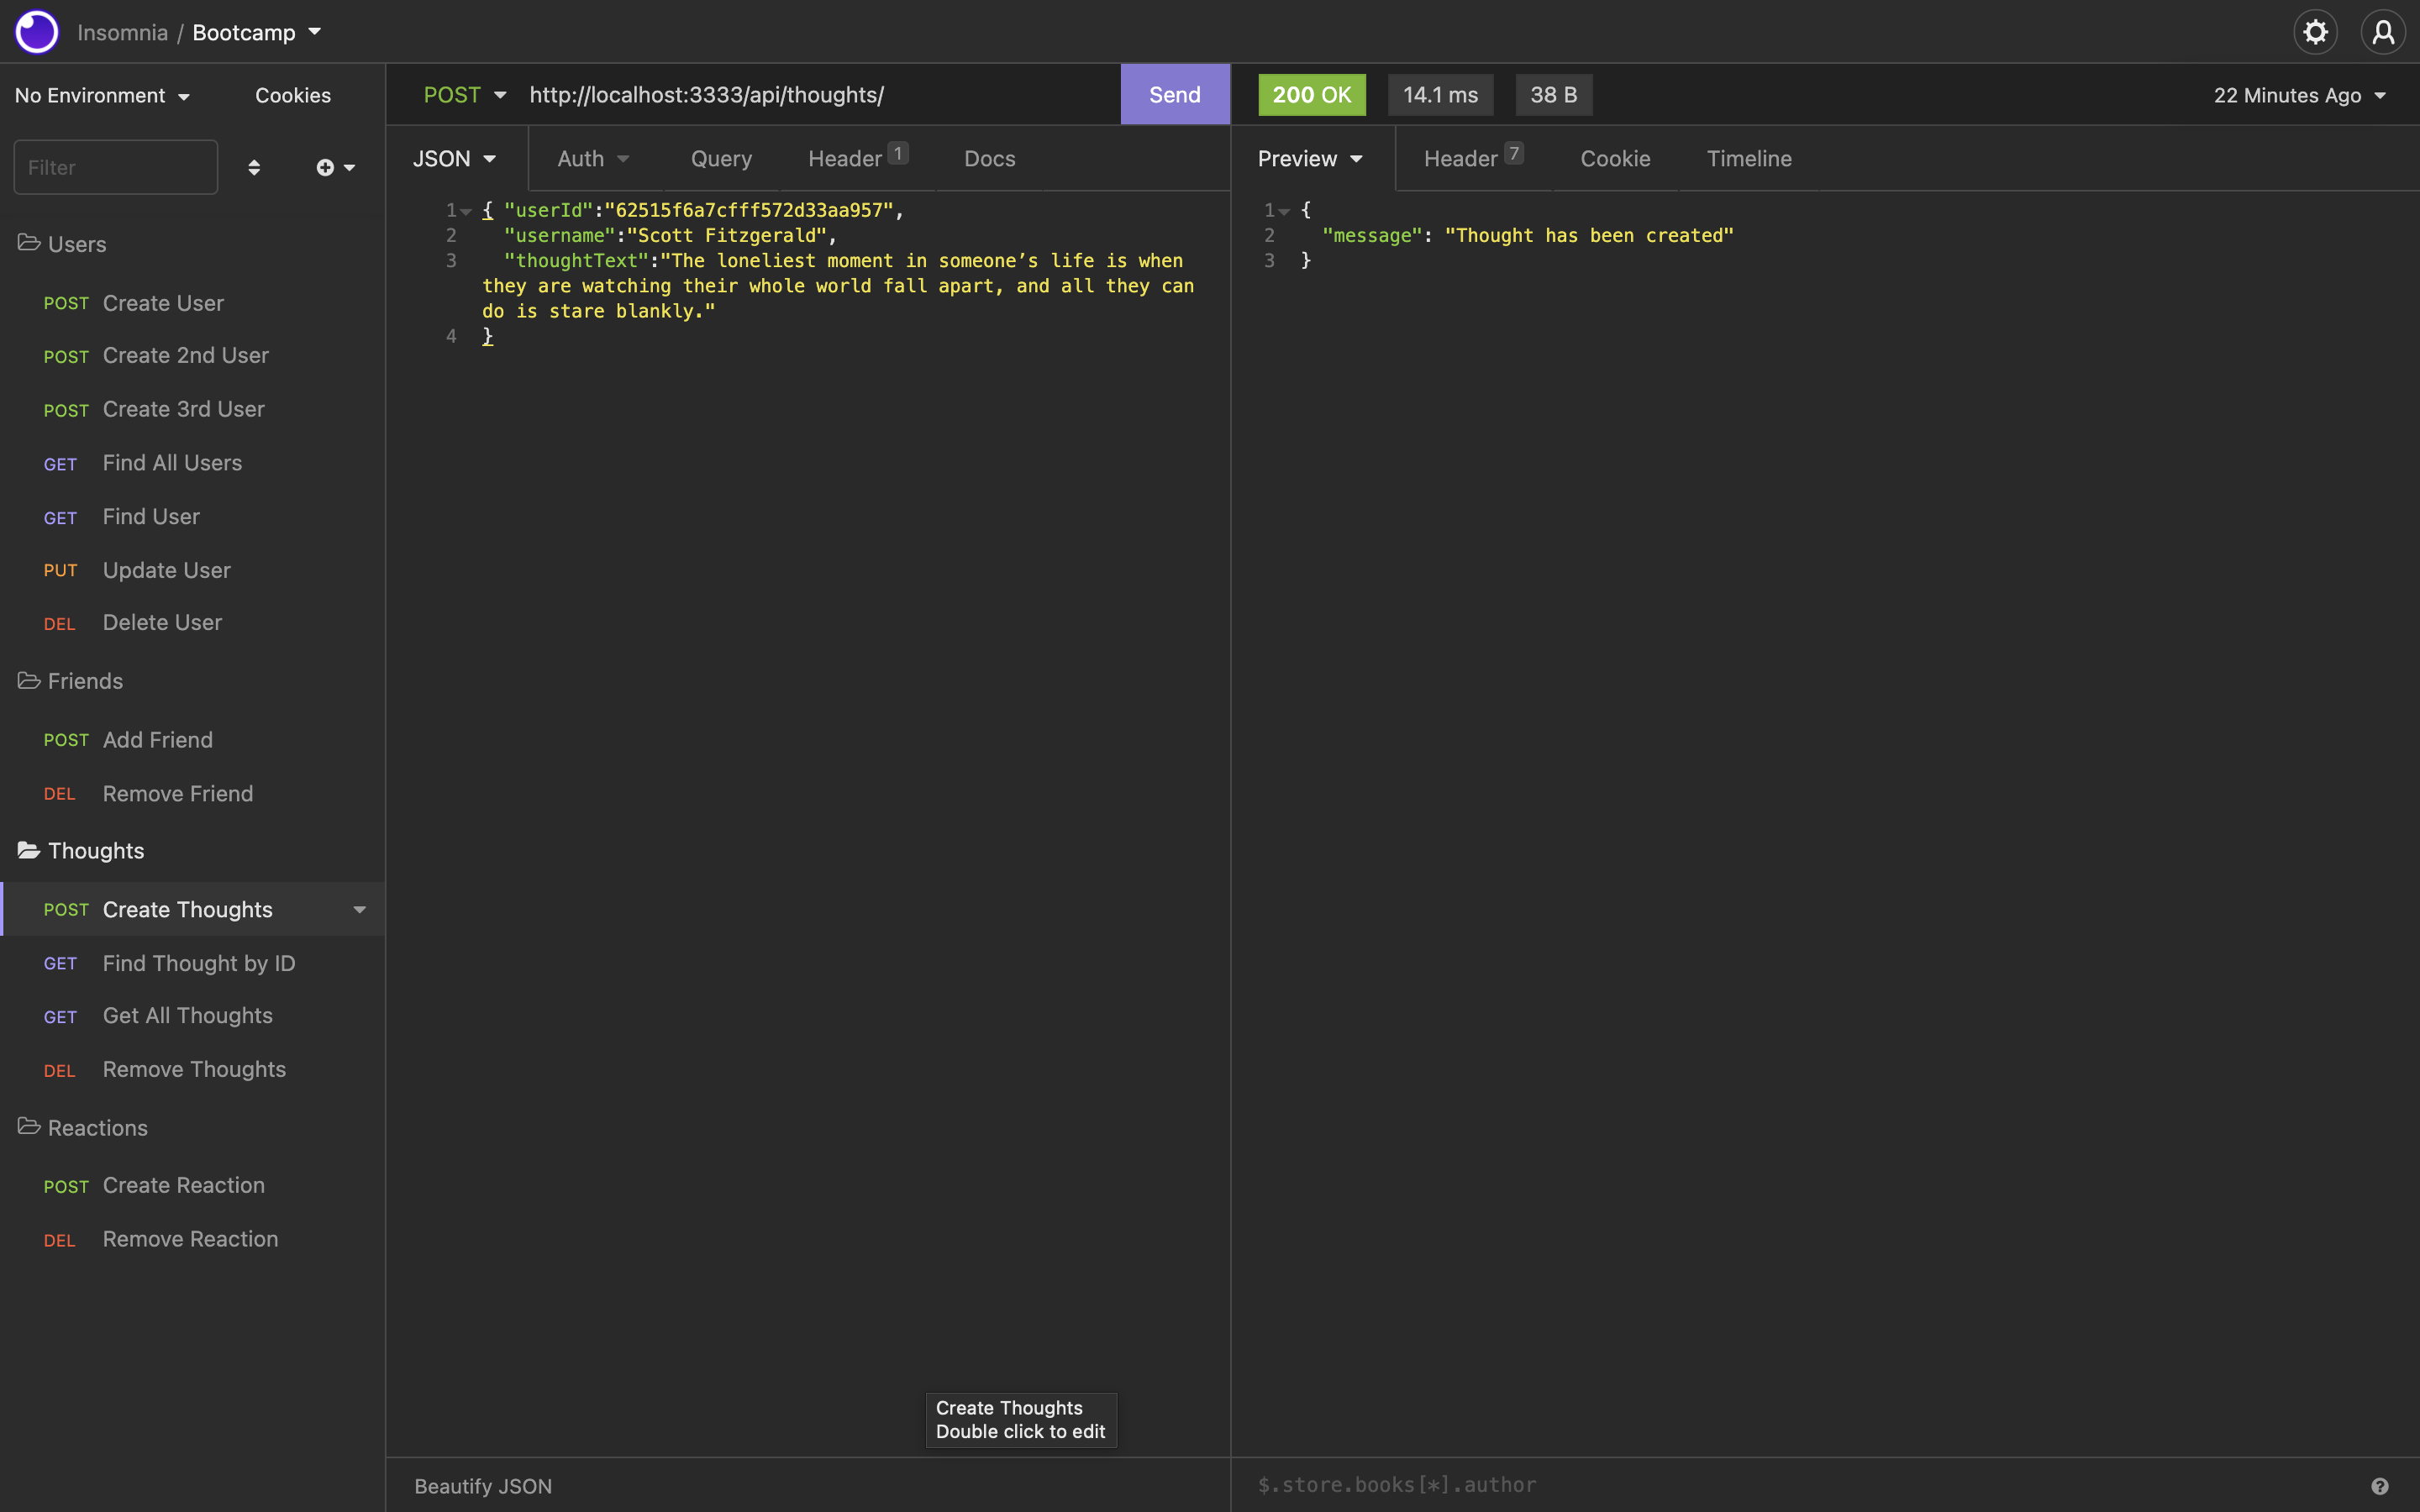 Insomnia / Bootcamp
No Environment
Cookies
POST http://localhost:3333/api/thoughts/
Send
200 OK
14.1 ms
38 B
22 Minutes Ago
Filter
JSON
Auth
Query
Header 1
Docs
Preview
Header 7
Cookie
Timeline
1 { "userId":"62515f6a7cfff572d33aa957",
2 "username":"Scott Fitzgerald",
3 "thoughtText":"The loneliest moment in someone’s life is when
they are watching their whole world fall apart, and all they can
do is stare blankly."
4 }
1 {
2 "message": "Thought has been created"
3 }
Users
POST Create User
POST Create 2nd User
POST Create 3rd User
GET Find All Users
GET Find User
PUT Update User
DEL Delete User
Friends
POST Add Friend
DEL Remove Friend
Thoughts
POST Create Thoughts
GET Find Thought by ID
GET Get All Thoughts
DEL Remove Thoughts
Reactions
POST Create Reaction
DEL Remove Reaction
Create Thoughts
Double click to edit
Beautify JSON
$.store.books[*].author
?